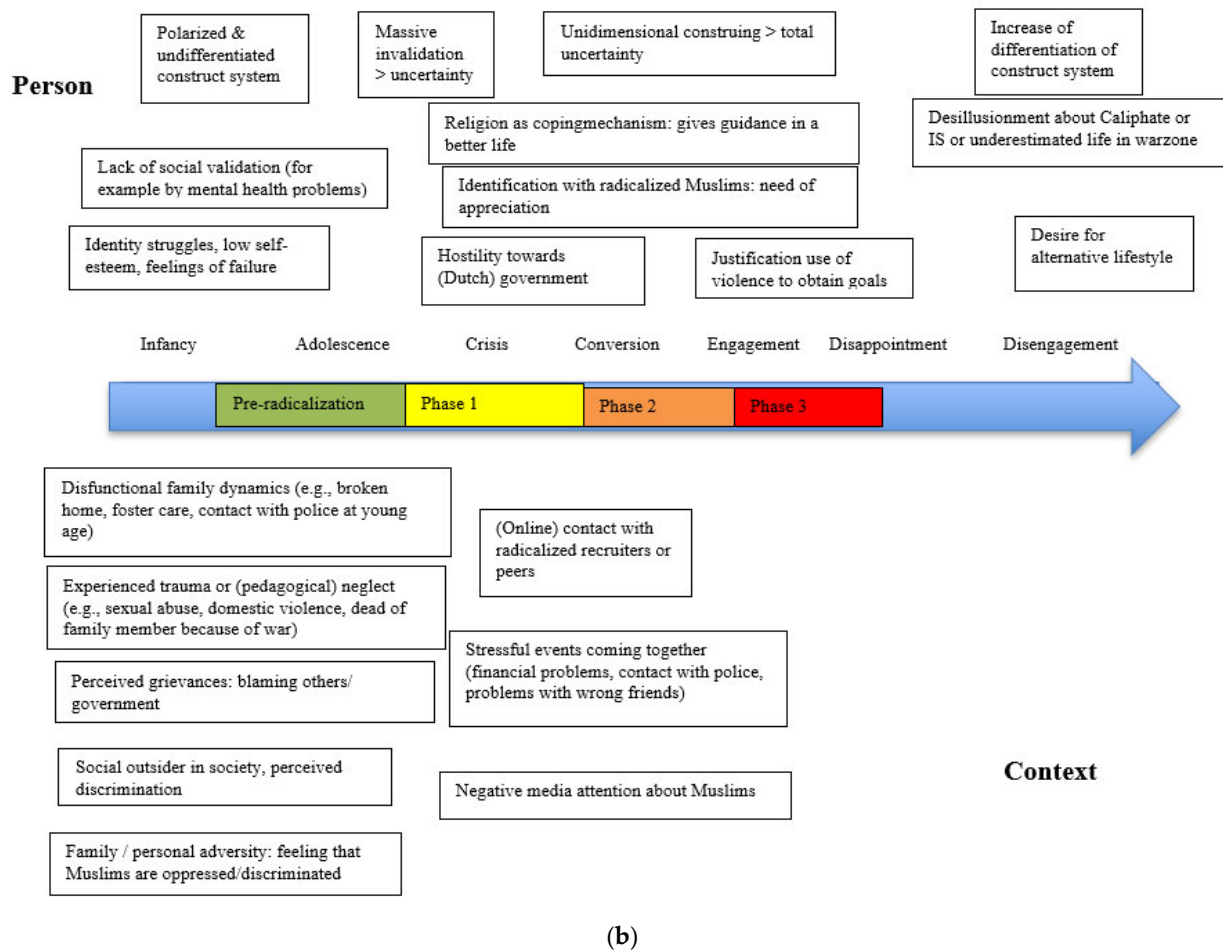 Polarized &
undifferentiated
construct system
Massive
invalidation
> uncertainty
Unidimensional construing > total
uncertainty
Increase of
differentiation of
construct system
Person
Religion as copingmechanism: gives guidance in a
better life
Desillusionment about Caliphate or
IS or underestimated life in warzone
Lack of social validation (for
example by mental health problems)
Identification with radicalized Muslims: need of
appreciation
Identity struggles, low self-
esteem, feelings of failure
Hostility towards
(Dutch) government
Justification use of
violence to obtain goals
Desire for
alternative lifestyle
Infancy
Adolescence
Crisis
Conversion
Engagement
Disappointment
Disengagement
Pre-radicalization
Phase 1
Phase 2
Phase 3
Disfunctional family dynamics (e.g., broken
home, foster care, contact with police at young
age)
(Online) contact with
radicalized recruiters or
peers
Experienced trauma or (pedagogical) neglect
(e.g., sexual abuse, domestic violence, dead of
family member because of war)
Stressful events coming together
(financial problems, contact with police,
problems with wrong friends)
Perceived grievances: blaming others/
government
Social outsider in society, perceived
discrimination
Negative media attention about Muslims
Context
Family / personal adversity: feeling that
Muslims are oppressed/discriminated
(b)